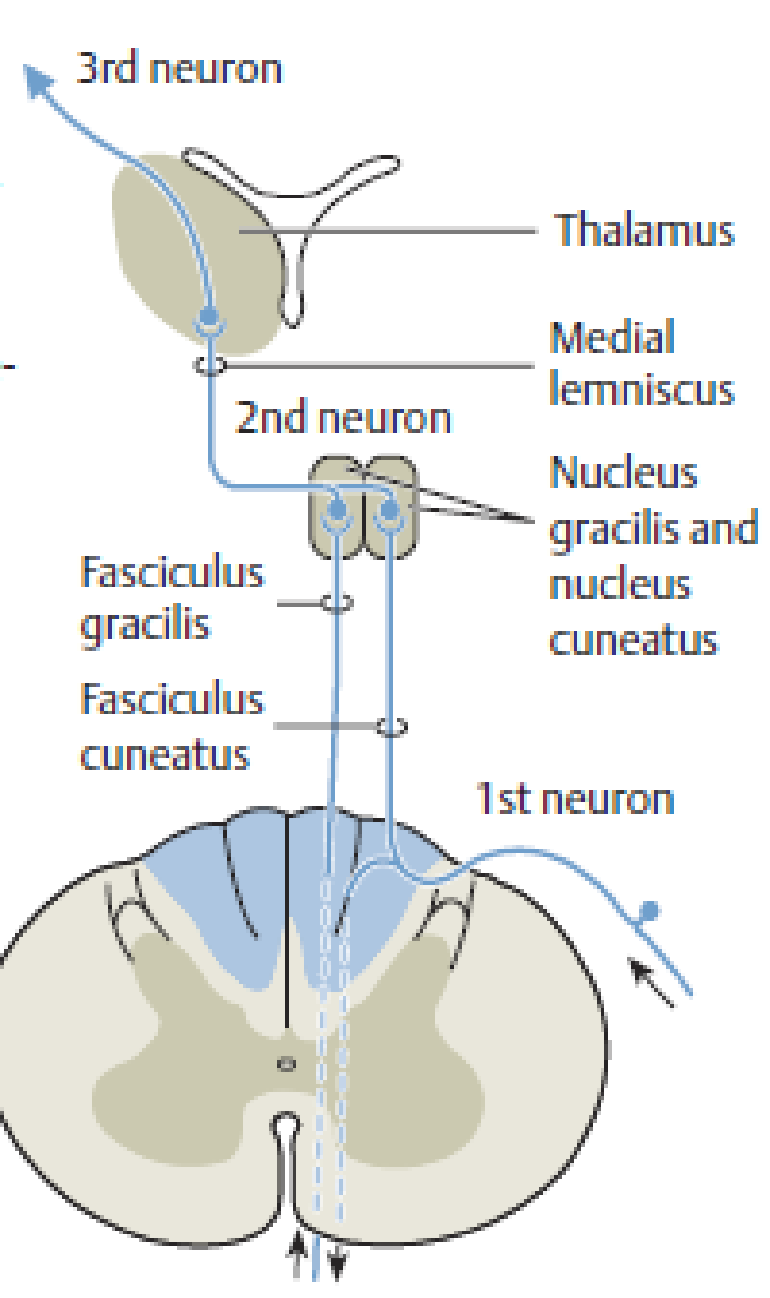 3rd neuron
Thalamus
-
Medial
lemniscus
2nd neuron
Nucleus
gracilis and
nucleus
cuneatus
Fasciculus
gracilis
Fasciculus
cuneatus
1st neuron